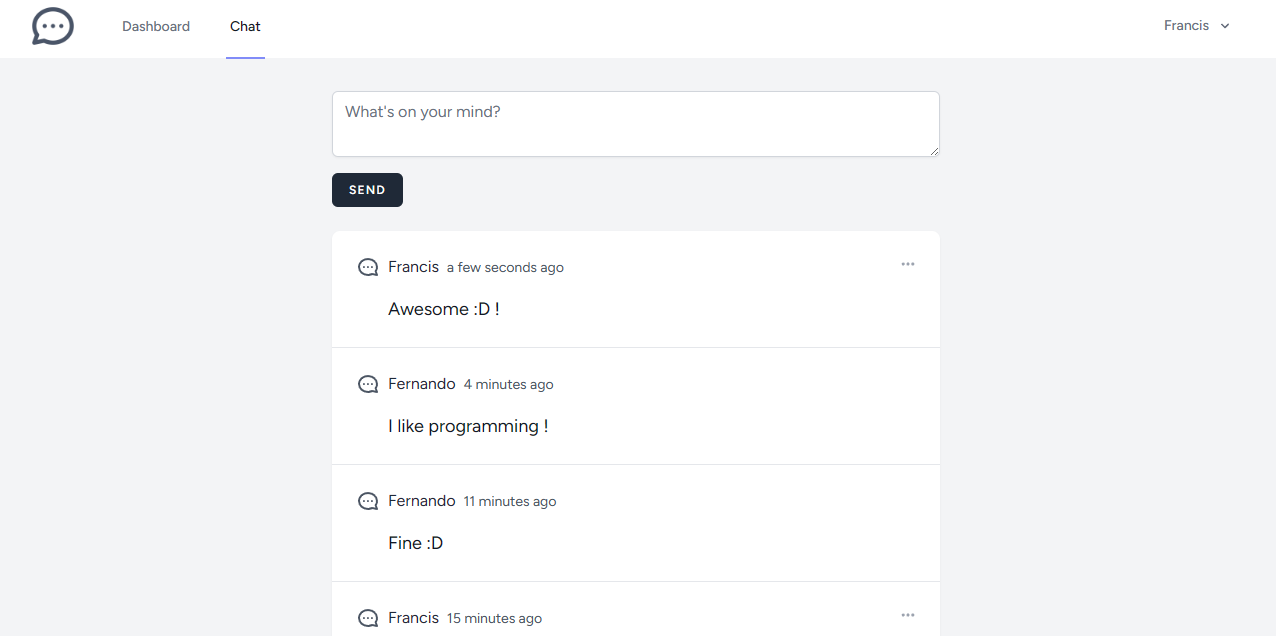 Dashboard Chat Francis
What's on your mind?
SEND
Francis a few seconds ago
Awesome :D !
Fernando 4 minutes ago
I like programming !
Fernando 11 minutes ago
Fine :D
Francis 15 minutes ago